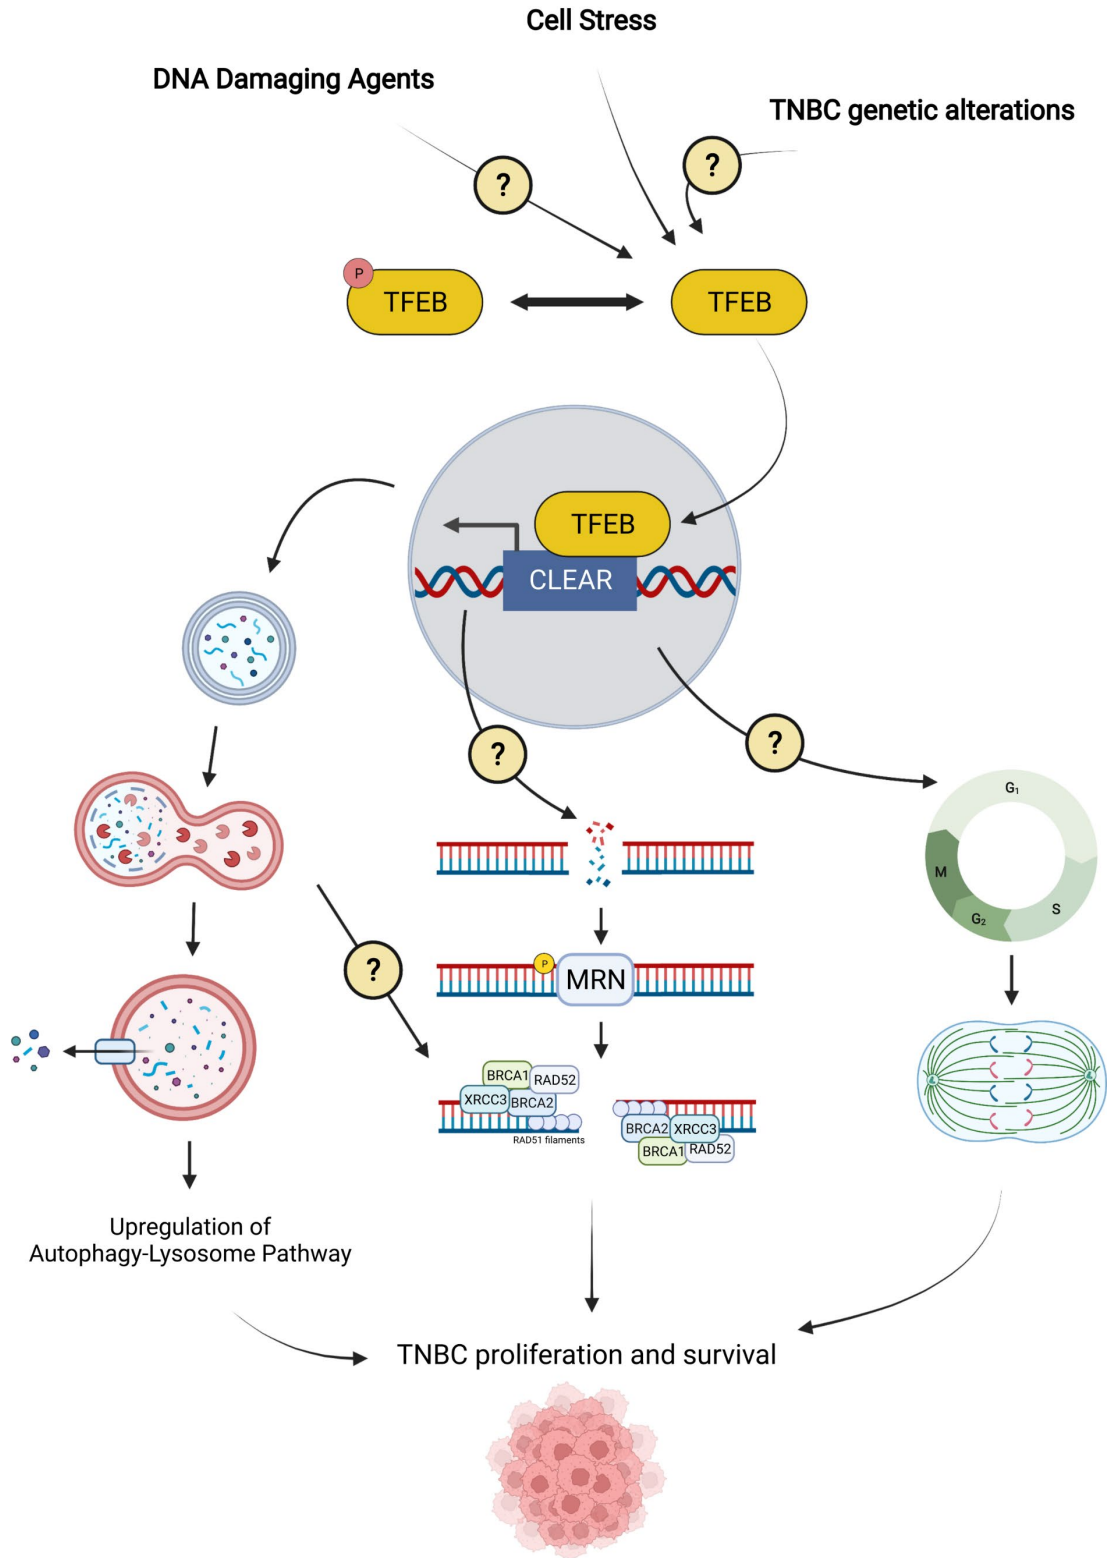 Cell Stress
DNA Damaging Agents
TNBC genetic alterations
?
?
P
TFEB
TFEB
TFEB
CLEAR
?
?
G₁
M
S
G₂
?
P
MRN
BRCA1
RAD52
XRCC3
BRCA2
RAD51 filaments
BRCA2
XRCC3
BRCA1
RAD52
Upregulation of
Autophagy-Lysosome Pathway
TNBC proliferation and survival